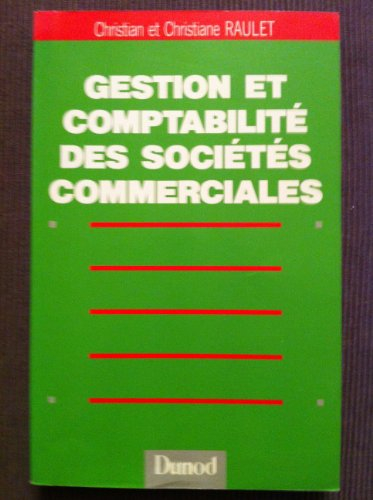 Christian et Christiane RAULET
GESTION ET
COMPTABILITÉ
DES SOCIÉTÉS
COMMERCIALES
Dunod